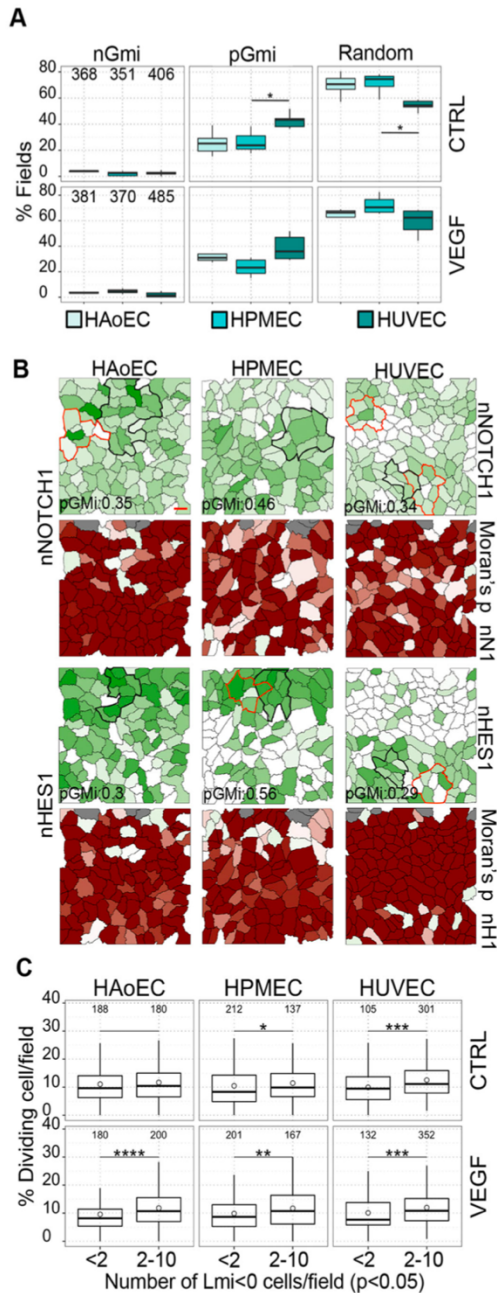 A
nGmi pGmi Random
368 351 406
80
60
40
20
0
CTRL
*
*
% Fields
381 370 485
80
60
40
20
0
VEGF
HAoEC HPMEC HUVEC
B
HAoEC HPMEC HUVEC
nNOTCH1
pGMi:0.35 pGMi:0.46 pGMi:0.34
nNOTCH1
Moran's p nN1
nHES1
pGMi:0.3 pGMi:0.56 pGMi:0.29
nHES1
Moran's p nH1
C
HAoEC HPMEC HUVEC
40
30
20
10
0
188 180 212 137 105 301
* ***
CTRL
% Dividing cell/field
40
30
20
10
0
180 200 201 167 132 352
**** ** ***
VEGF
<2 2-10 <2 2-10 <2 2-10
Number of Lmi<0 cells/field (p<0.05)